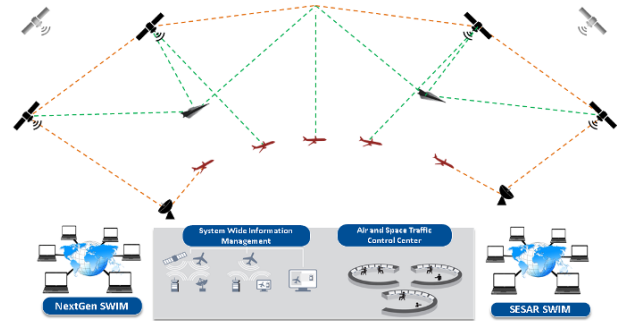 System Wide Information
Management
Air and Space Traffic
Control Center
NextGen SWIM
SESAR SWIM